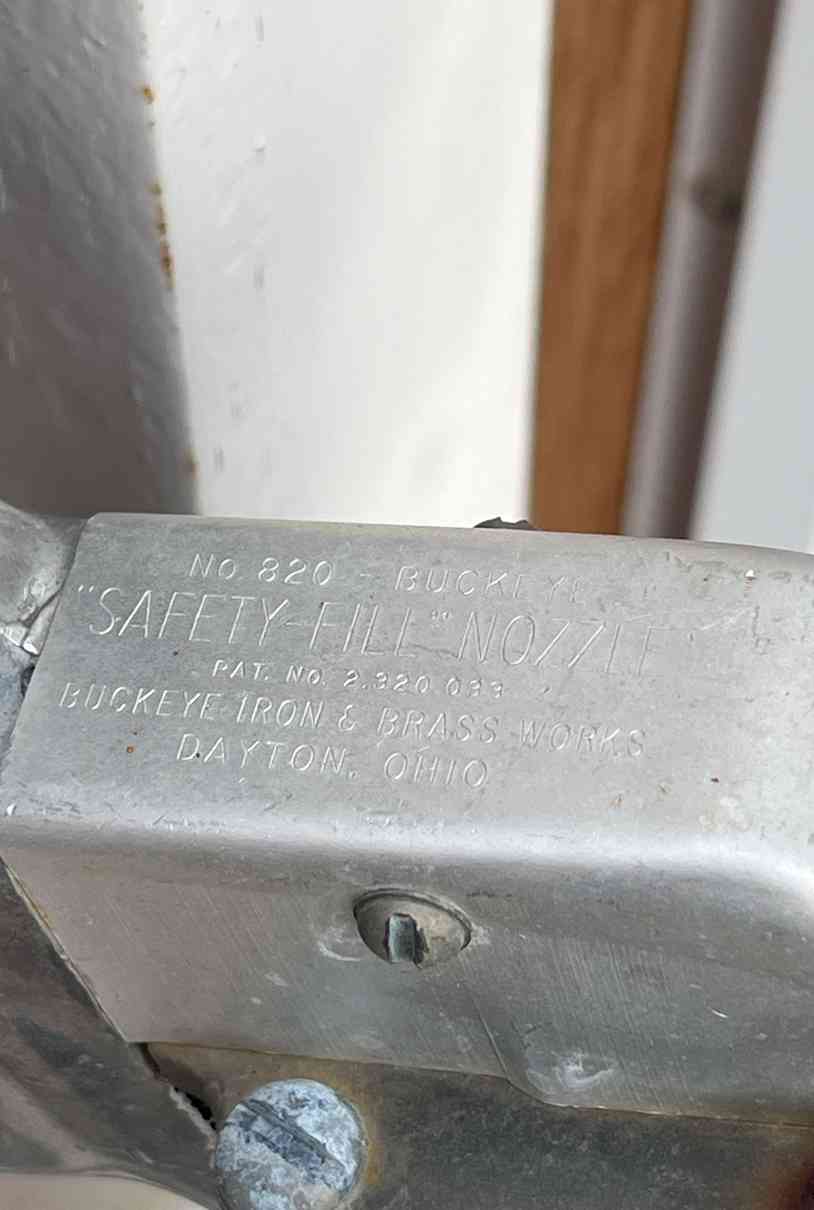 No 820 - BUCKEYE
"SAFETY-FILL" NOZZLE
PAT. NO. 2,320,033
BUCKEYE IRON & BRASS WORKS
DAYTON, OHIO